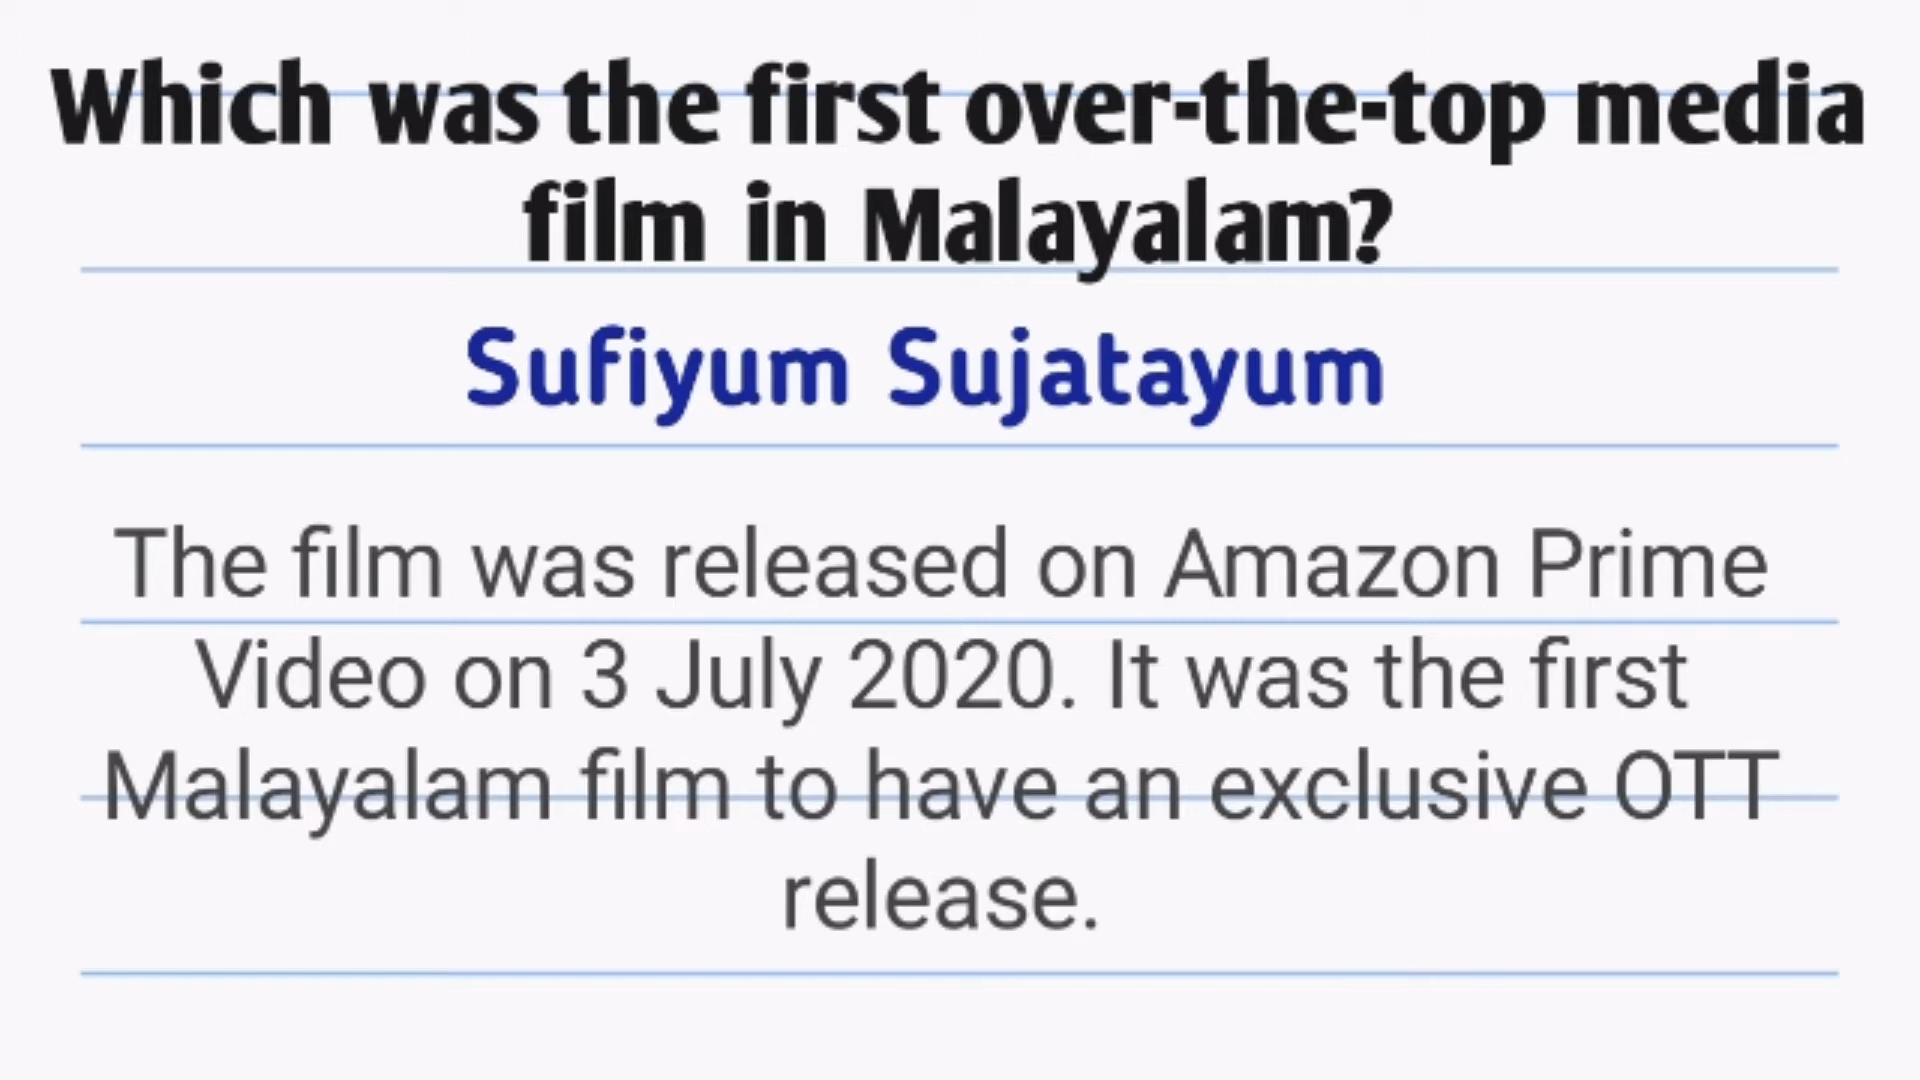 Which was the first over-the-top media
film in Malayalam?
Sufiyum Sujatayum
The film was released on Amazon Prime
Video on 3 July 2020. It was the first
Malayalam film to have an exclusive OTT
release.